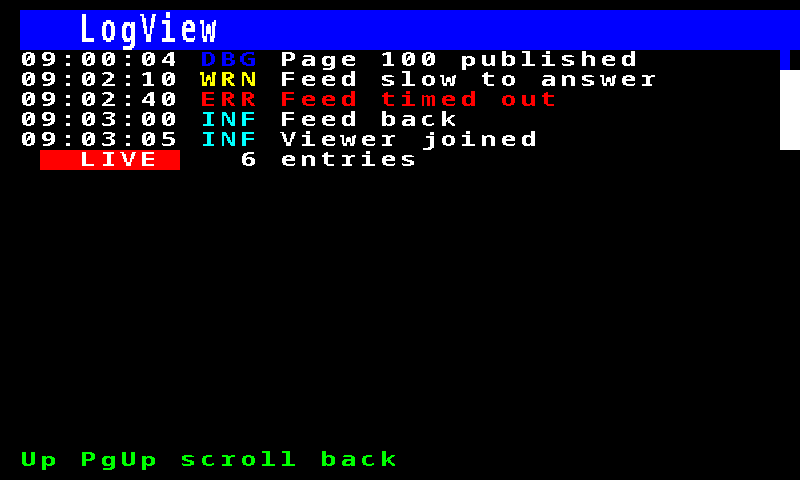 LogView
09:00:04 DBG Page 100 published
09:02:10 WRN Feed slow to answer
09:02:40 ERR Feed timed out
09:03:00 INF Feed back
09:03:05 INF Viewer joined
LIVE 6 entries
Up PgUp scroll back